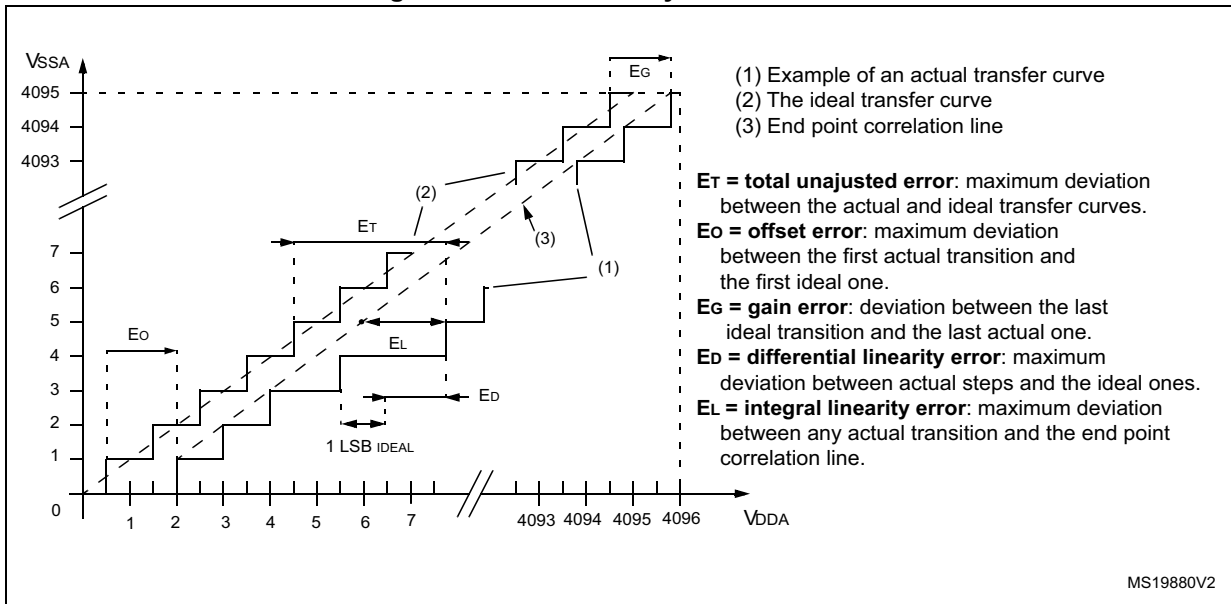 VSSA
4095
4094
4093
7
6
5
4
3
2
1
0
1 2 3 4 5 6 7 4093 4094 4095 4096
VDDA
EG
(2)
ET
(3)
(1)
EO
EL
ED
1 LSB IDEAL
(1) Example of an actual transfer curve
(2) The ideal transfer curve
(3) End point correlation line
ET = total unajusted error: maximum deviation
between the actual and ideal transfer curves.
EO = offset error: maximum deviation
between the first actual transition and
the first ideal one.
EG = gain error: deviation between the last
ideal transition and the last actual one.
ED = differential linearity error: maximum
deviation between actual steps and the ideal ones.
EL = integral linearity error: maximum deviation
between any actual transition and the end point
correlation line.
MS19880V2